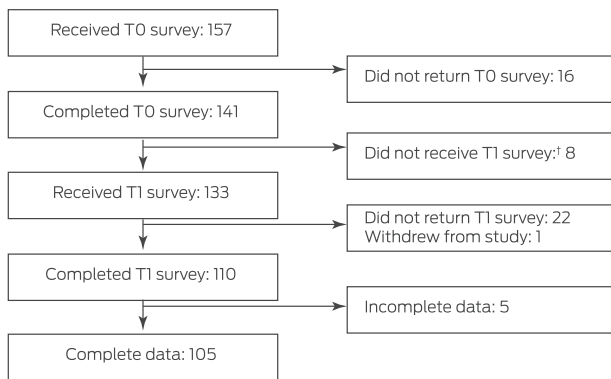 Received T0 survey: 157
Did not return T0 survey: 16
Completed T0 survey: 141
Did not receive T1 survey:† 8
Received T1 survey: 133
Did not return T1 survey: 22
Withdrew from study: 1
Completed T1 survey: 110
Incomplete data: 5
Complete data: 105